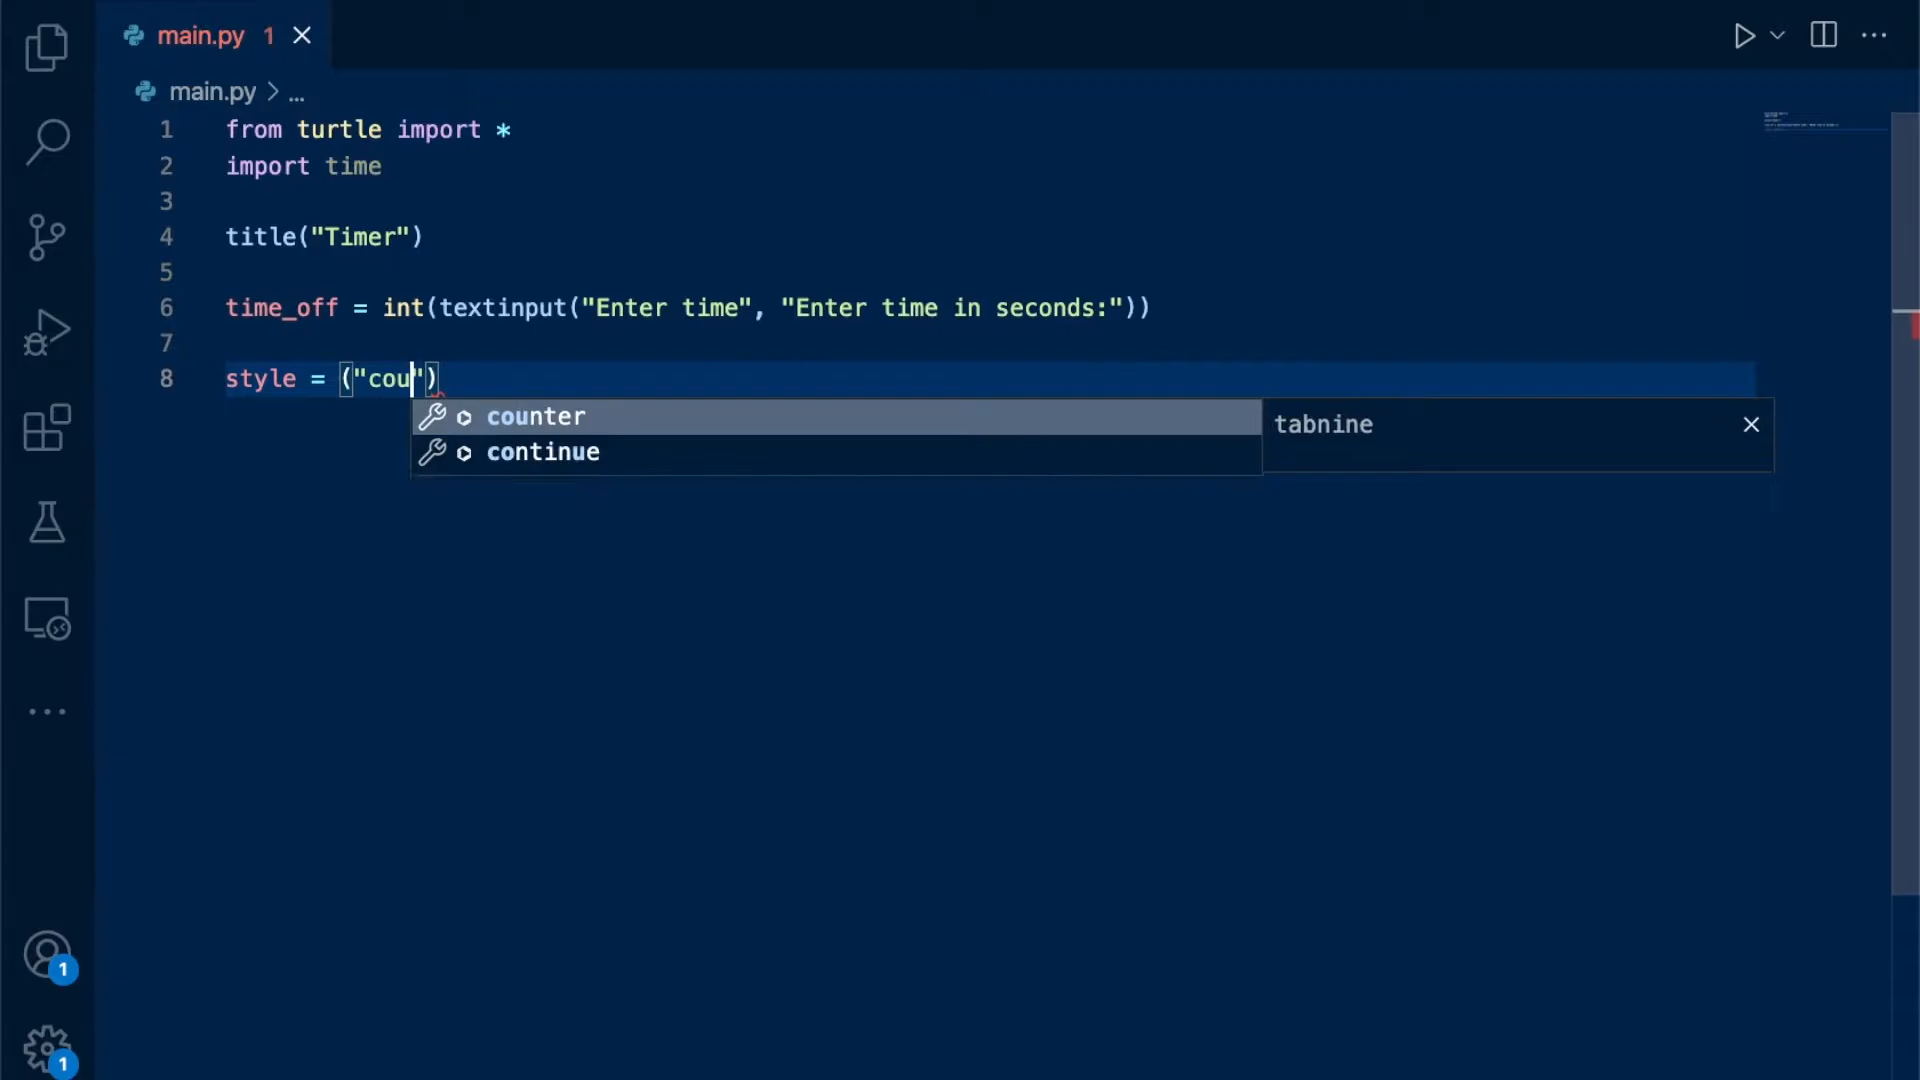 main.py 1
main.py > ...
1 from turtle import *
2 import time
3
4 title("Timer")
5
6 time_off = int(textinput("Enter time", "Enter time in seconds:"))
7
8 style = ("cou")
counter
continue
tabnine
1
1